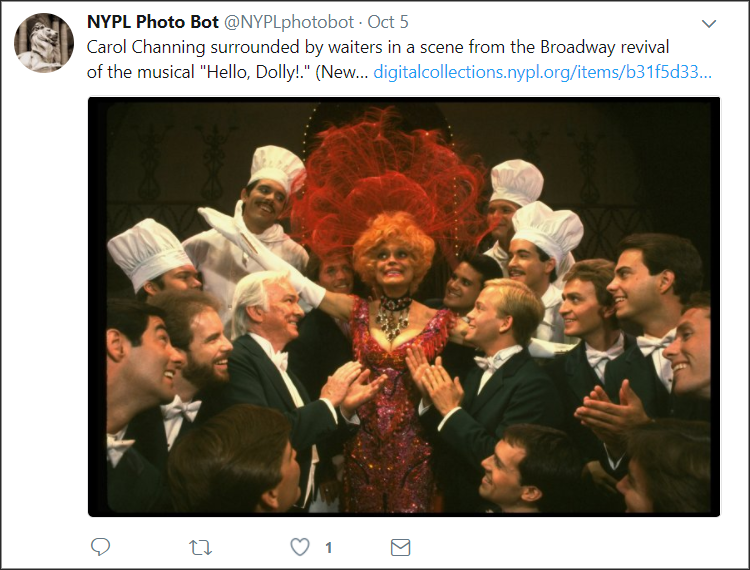 NYPL Photo Bot @NYPLphotobot · Oct 5
Carol Channing surrounded by waiters in a scene from the Broadway revival
of the musical "Hello, Dolly!." (New... digitalcollections.nypl.org/items/b31f5d33...
1